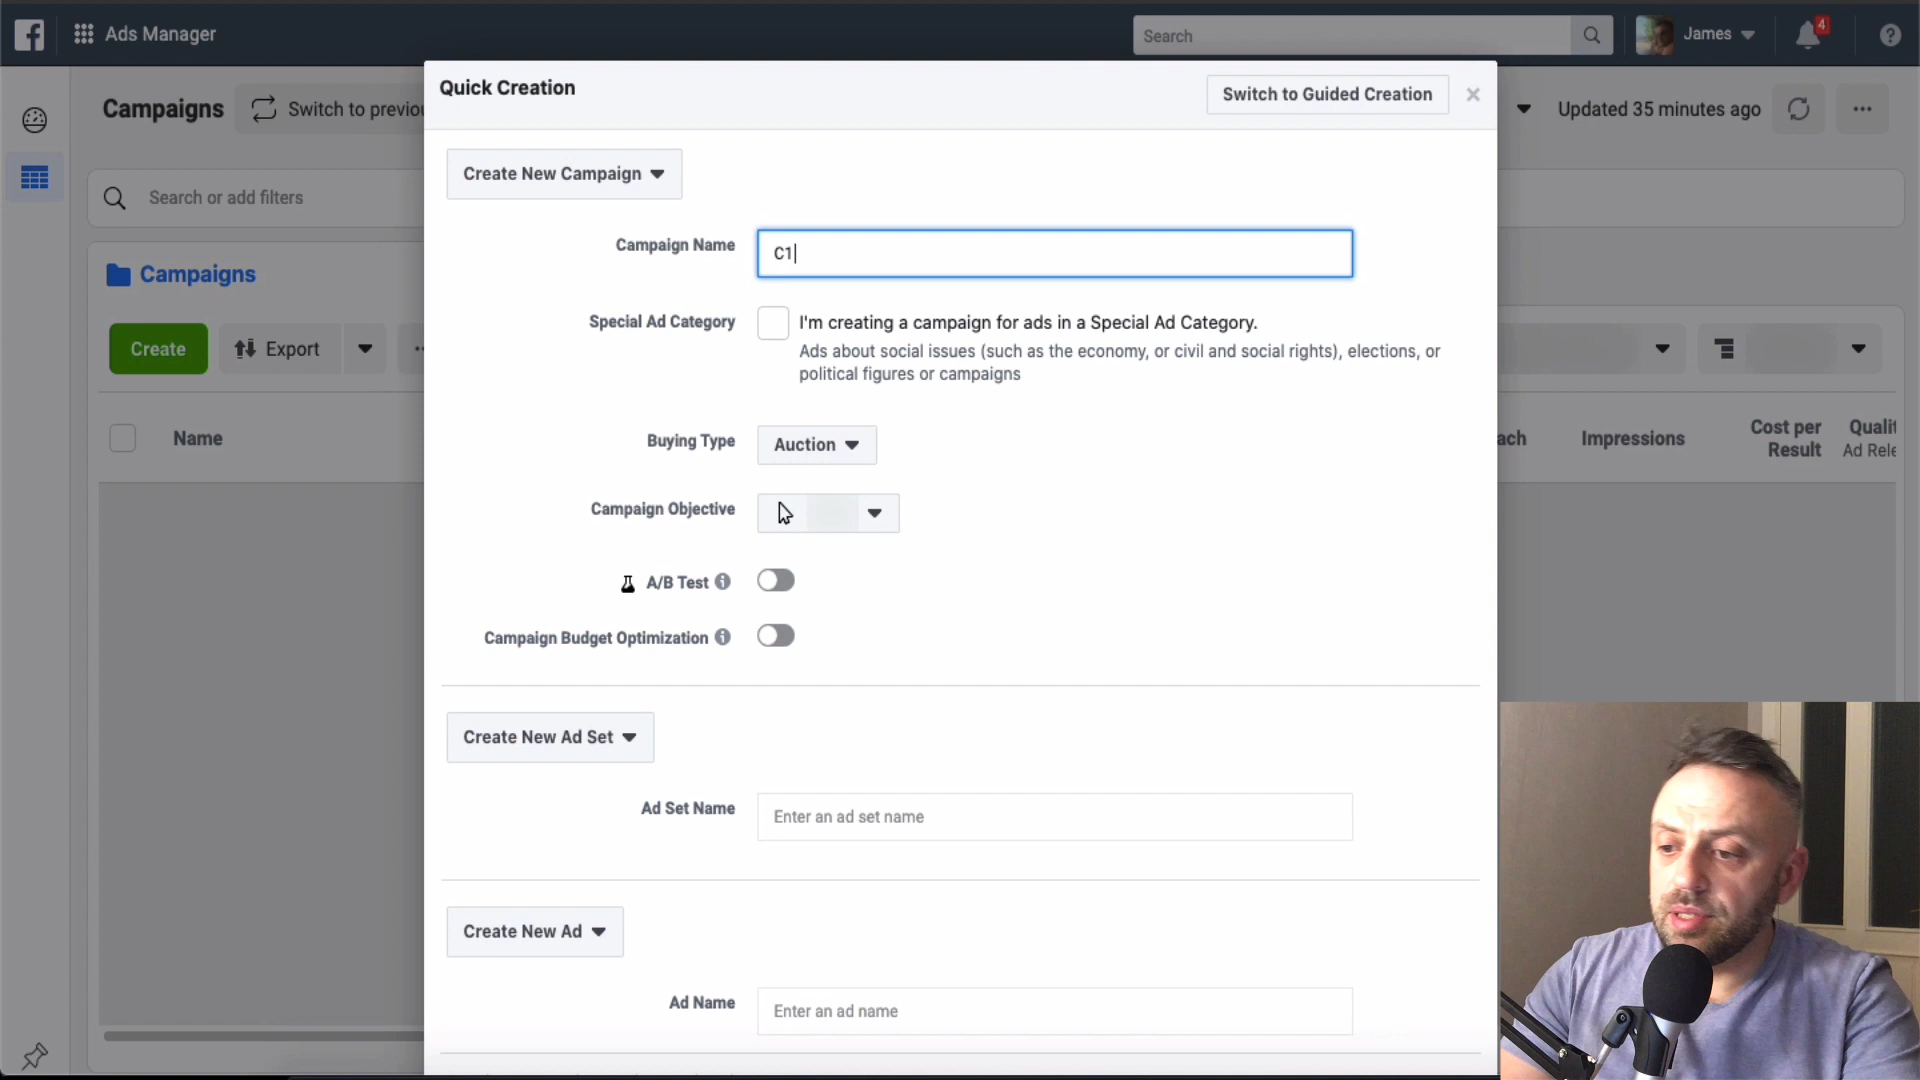 Ads Manager
Search
James
4
Quick Creation
Switch to Guided Creation
Campaigns
Switch to previou
Updated 35 minutes ago
Create New Campaign
Search or add filters
Campaign Name
C1
Campaigns
Special Ad Category
I'm creating a campaign for ads in a Special Ad Category.
Ads about social issues (such as the economy, or civil and social rights), elections, or
political figures or campaigns
Create
Export
Buying Type
Auction
Name
ach
Impressions
Cost per
Result
Qualit
Ad Rele
Campaign Objective
A/B Test
Campaign Budget Optimization
Create New Ad Set
Ad Set Name
Enter an ad set name
Create New Ad
Ad Name
Enter an ad name